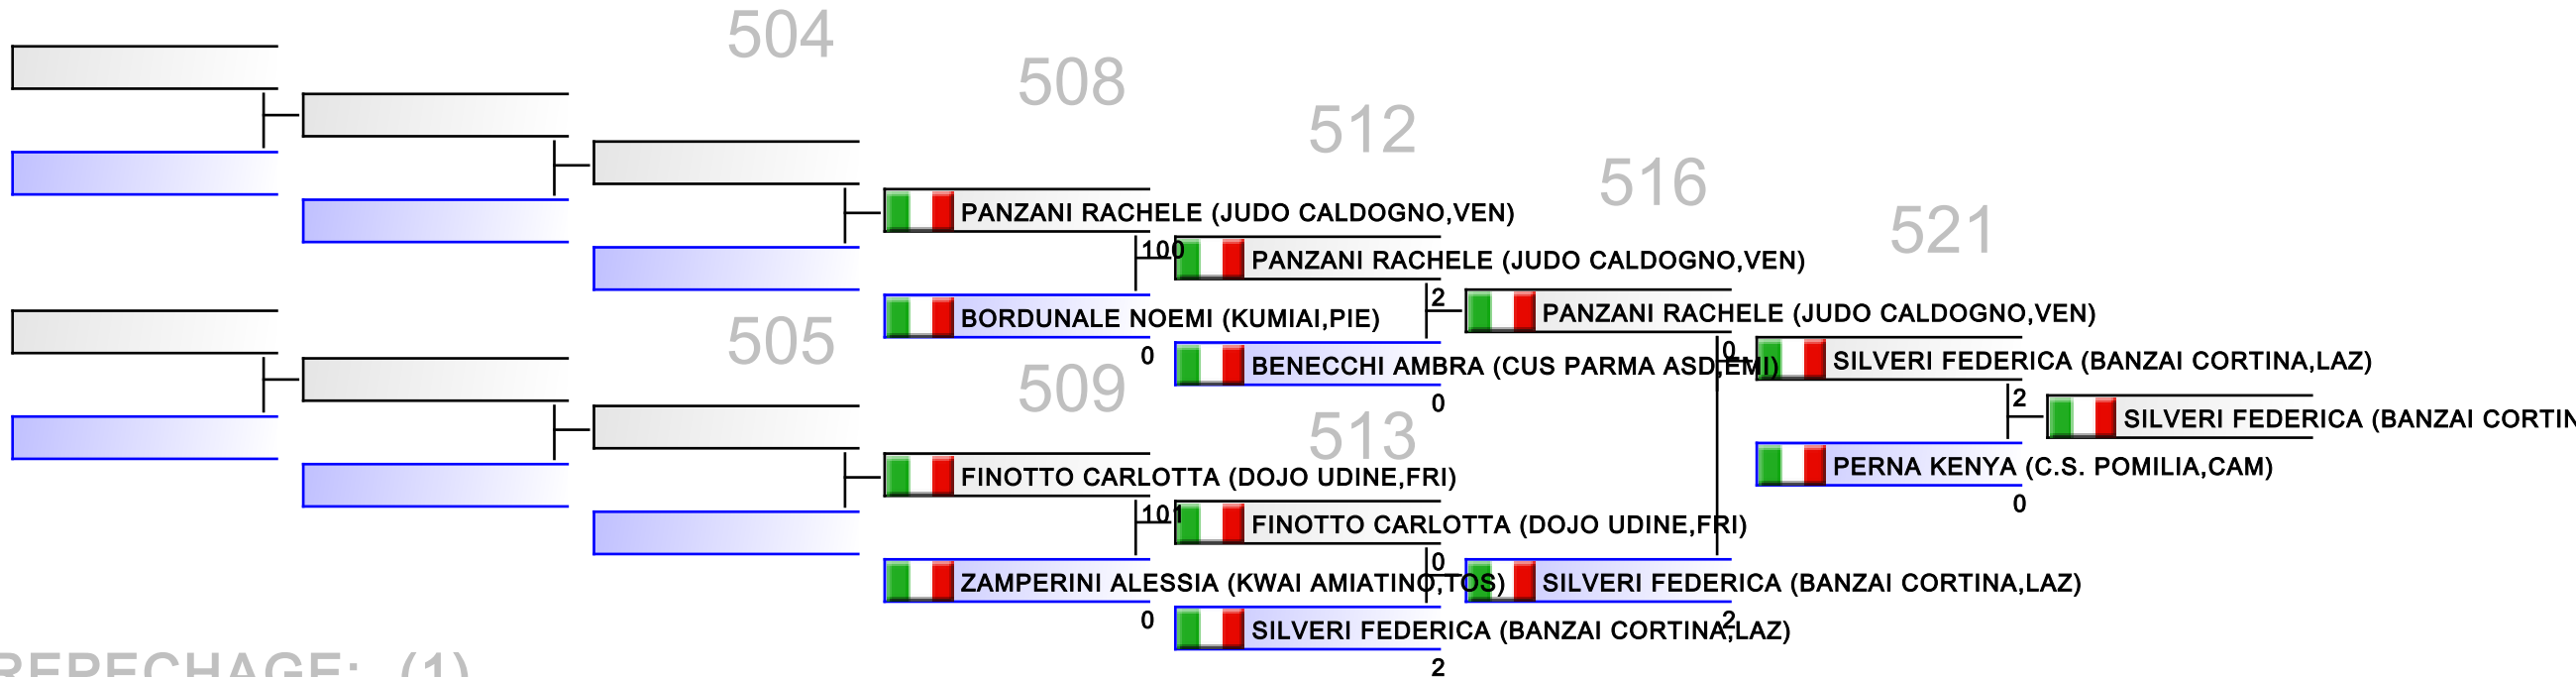 504
508
512
516
521
PANZANI RACHELE (JUDO CALDOGNO,VEN)
100
PANZANI RACHELE (JUDO CALDOGNO,VEN)
2
BORDUNALE NOEMI (KUMIAI,PIE)
0
PANZANI RACHELE (JUDO CALDOGNO,VEN)
0
BENECCHI AMBRA (CUS PARMA ASD,EMI)
0
SILVERI FEDERICA (BANZAI CORTINA,LAZ)
2
SILVERI FEDERICA (BANZAI CORTIN
PERNA KENYA (C.S. POMILIA,CAM)
0
505
509
513
FINOTTO CARLOTTA (DOJO UDINE,FRI)
101
FINOTTO CARLOTTA (DOJO UDINE,FRI)
0
ZAMPERINI ALESSIA (KWAI AMIATINO,TOS)
0
SILVERI FEDERICA (BANZAI CORTINA,LAZ)
2
SILVERI FEDERICA (BANZAI CORTINA,LAZ)
2
REPECHAGE: (1)